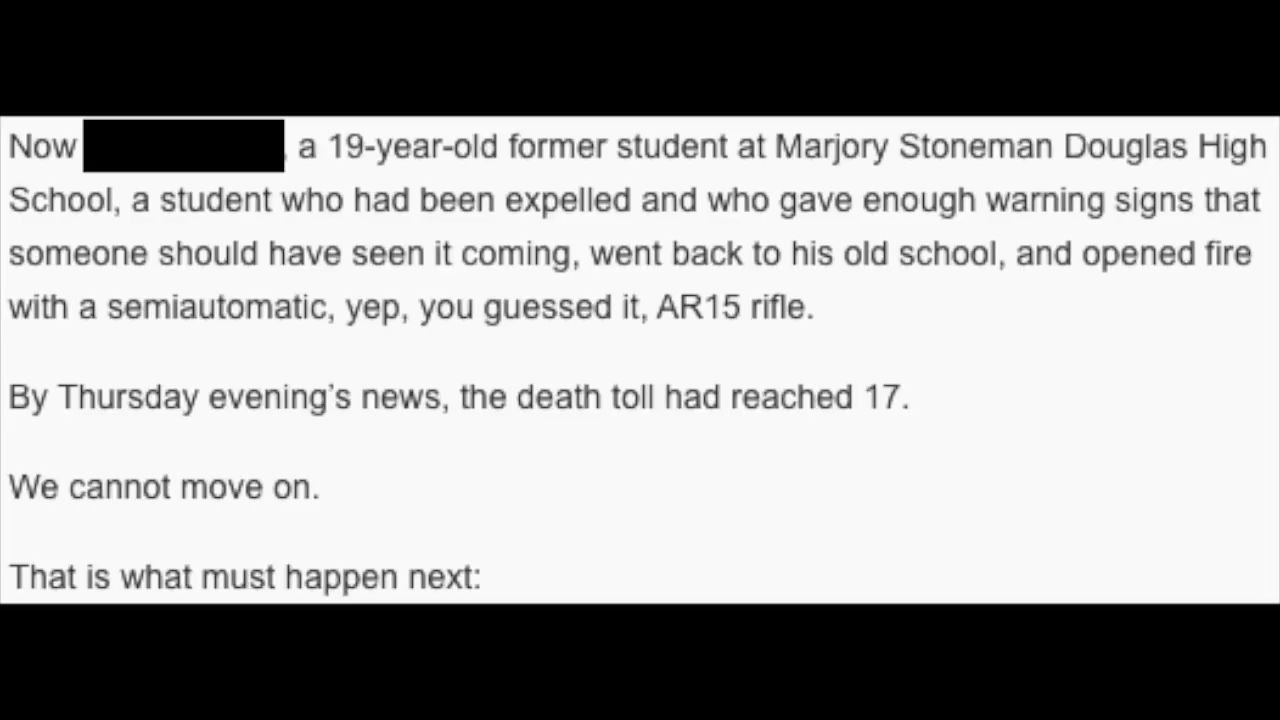 Now , a 19-year-old former student at Marjory Stoneman Douglas High
School, a student who had been expelled and who gave enough warning signs that
someone should have seen it coming, went back to his old school, and opened fire
with a semiautomatic, yep, you guessed it, AR15 rifle.
By Thursday evening’s news, the death toll had reached 17.
We cannot move on.
That is what must happen next: